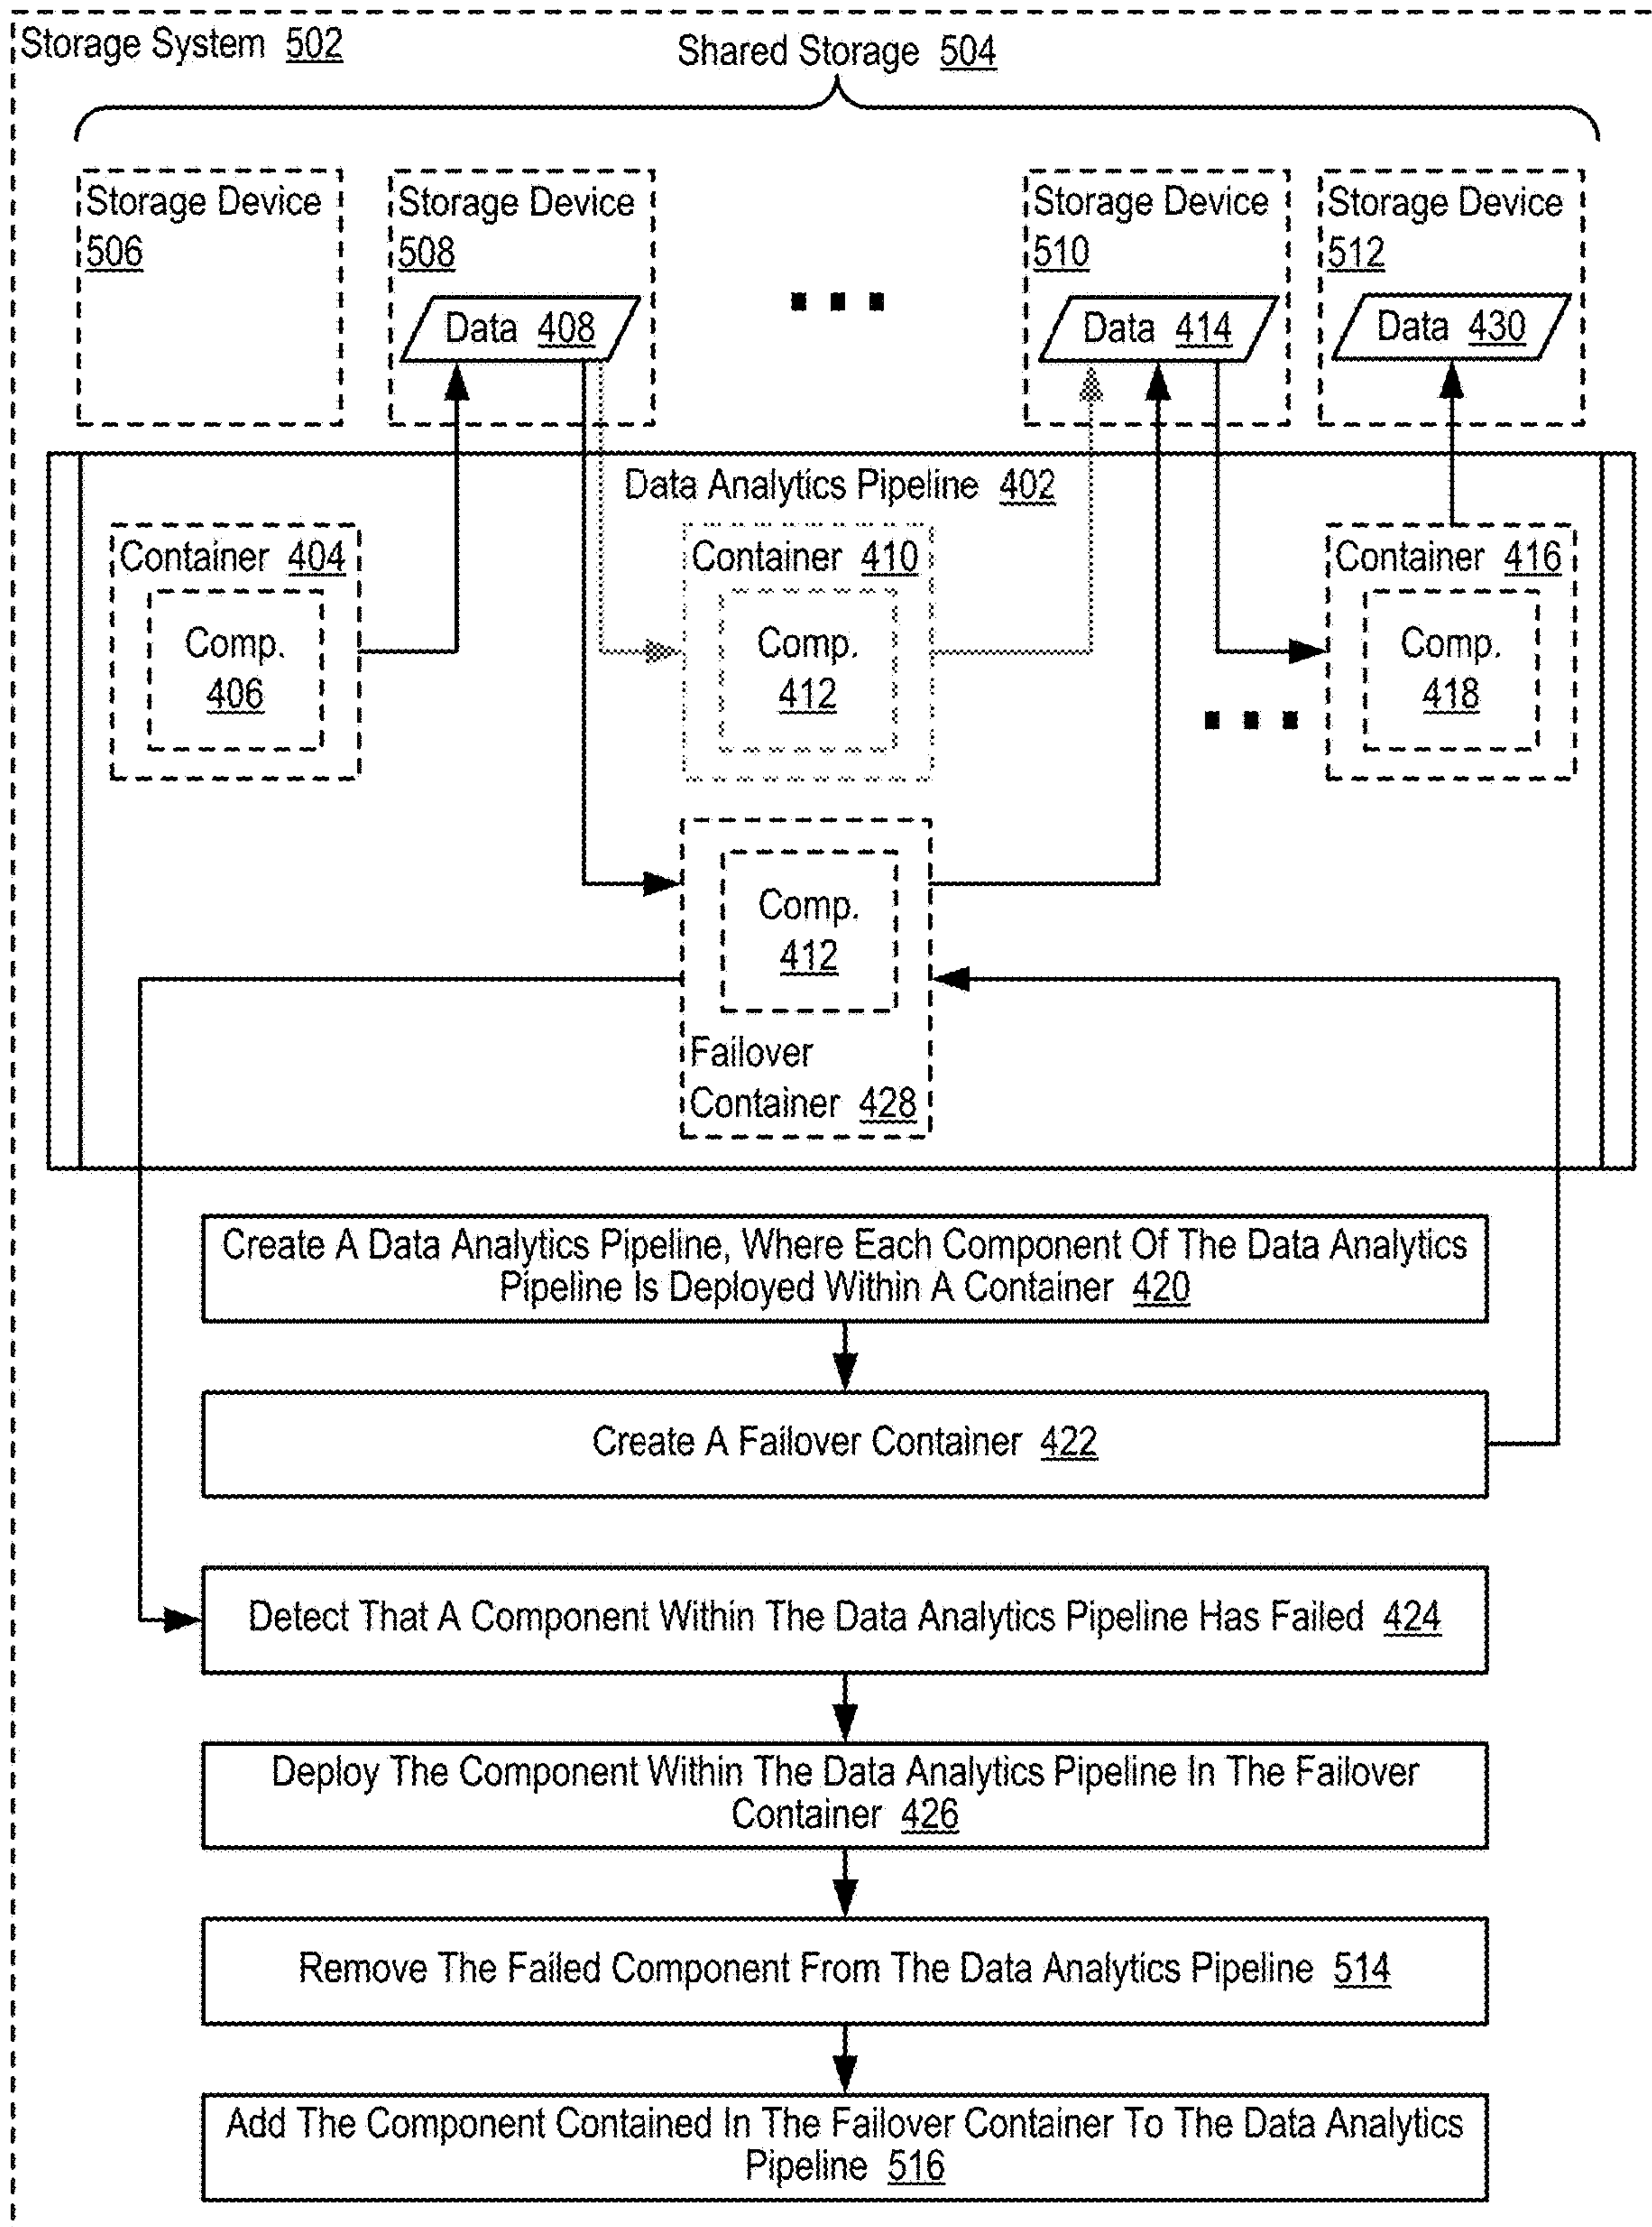 Storage System 502
Shared Storage 504
Storage Device
506
Storage Device
508
Data 408
Storage Device
510
Data 414
Storage Device
512
Data 430
Data Analytics Pipeline 402
Container 404
Comp.
406
Container 410
Comp.
412
Container 416
Comp.
418
Comp.
412
Failover
Container 428
Create A Data Analytics Pipeline, Where Each Component Of The Data Analytics
Pipeline Is Deployed Within A Container 420
Create A Failover Container 422
Detect That A Component Within The Data Analytics Pipeline Has Failed 424
Deploy The Component Within The Data Analytics Pipeline In The Failover
Container 426
Remove The Failed Component From The Data Analytics Pipeline 514
Add The Component Contained In The Failover Container To The Data Analytics
Pipeline 516